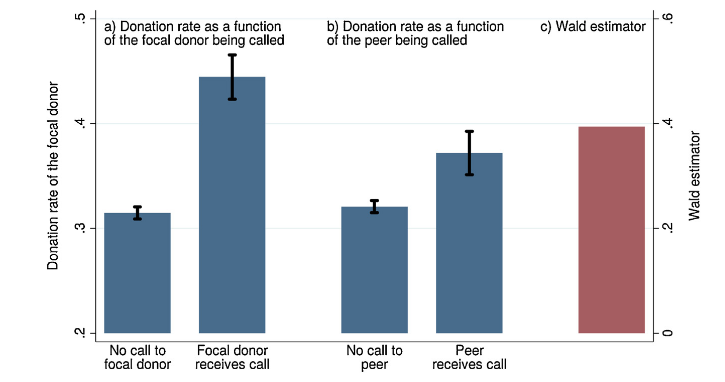 a) Donation rate as a function
of the focal donor being called
b) Donation rate as a function
of the peer being called
c) Wald estimator
Donation rate of the focal donor
.5
.4
.3
.2
.6
.4
.2
0
Wald estimator
No call to
focal donor
Focal donor
receives call
No call to
peer
Peer
receives call